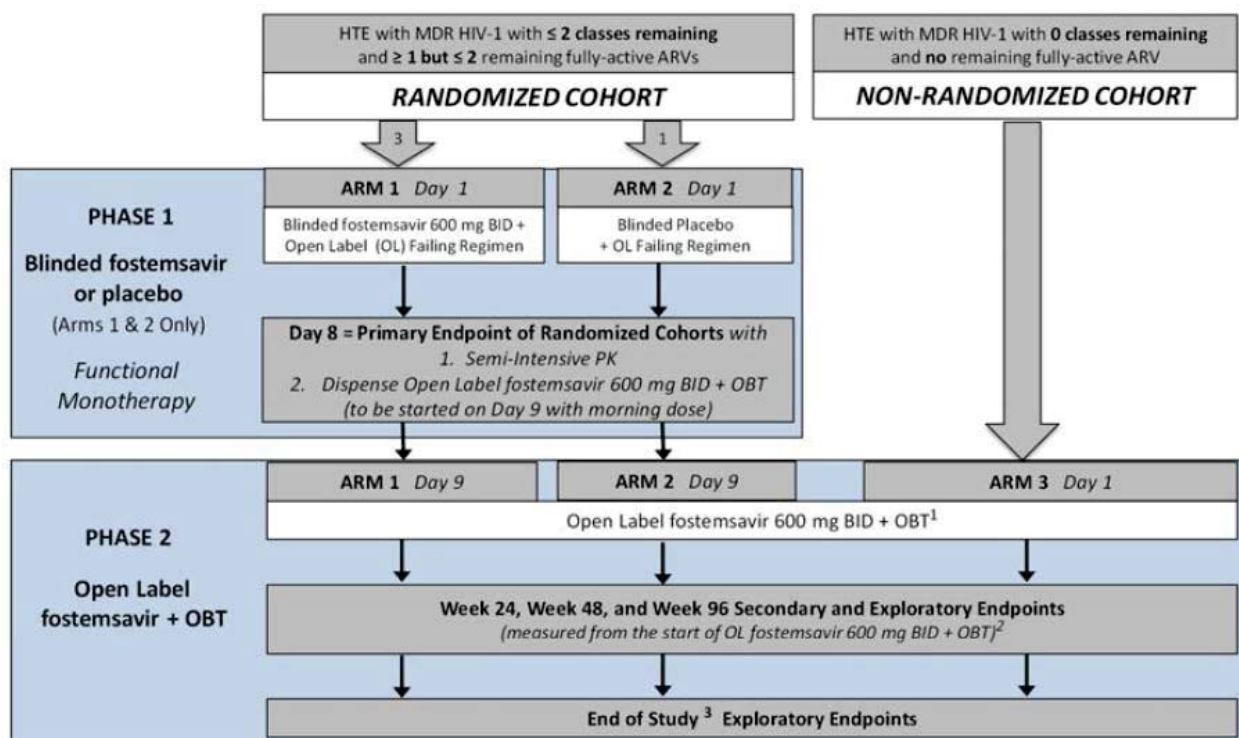 HTE with MDR HIV-1 with ≤ 2 classes remaining
and ≥ 1 but ≤ 2 remaining fully-active ARVs
RANDOMIZED COHORT
HTE with MDR HIV-1 with 0 classes remaining
and no remaining fully-active ARV
NON-RANDOMIZED COHORT
3
1
PHASE 1
Blinded fostemsavir
or placebo
(Arms 1 & 2 Only)
Functional
Monotherapy
ARM 1 Day 1
Blinded fostemsavir 600 mg BID +
Open Label (OL) Failing Regimen
ARM 2 Day 1
Blinded Placebo
+ OL Failing Regimen
Day 8 = Primary Endpoint of Randomized Cohorts with
1. Semi-Intensive PK
2. Dispense Open Label fostemsavir 600 mg BID + OBT
(to be started on Day 9 with morning dose)
PHASE 2
Open Label
fostemsavir + OBT
ARM 1 Day 9
ARM 2 Day 9
ARM 3 Day 1
Open Label fostemsavir 600 mg BID + OBT¹
Week 24, Week 48, and Week 96 Secondary and Exploratory Endpoints
(measured from the start of OL fostemsavir 600 mg BID + OBT)²
End of Study ³ Exploratory Endpoints